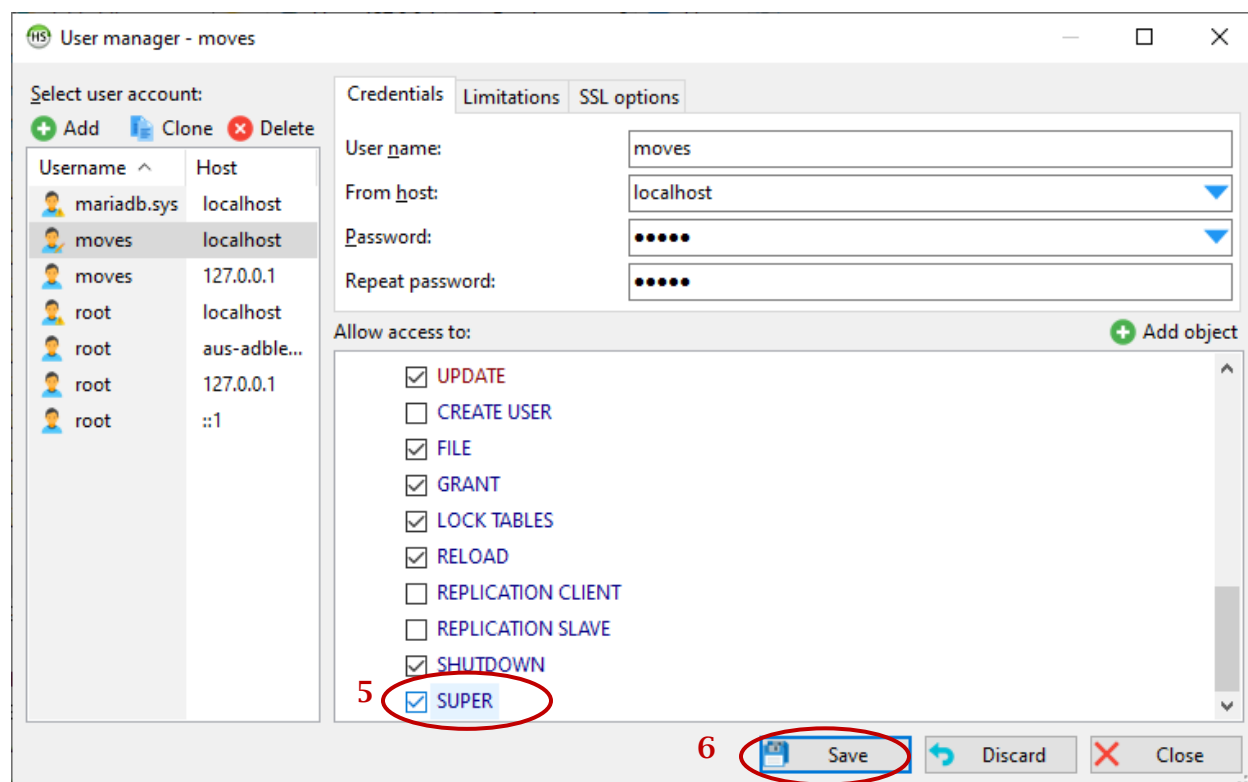 HS User manager - moves
Select user account:
Add Clone Delete
Username Host
mariadb.sys localhost
moves localhost
moves 127.0.0.1
root localhost
root aus-adble...
root 127.0.0.1
root ::1
Credentials Limitations SSL options
User name: moves
From host: localhost
Password: •••••
Repeat password: •••••
Allow access to: Add object
UPDATE
CREATE USER
FILE
GRANT
LOCK TABLES
RELOAD
REPLICATION CLIENT
REPLICATION SLAVE
SHUTDOWN
5 SUPER
6 Save Discard Close